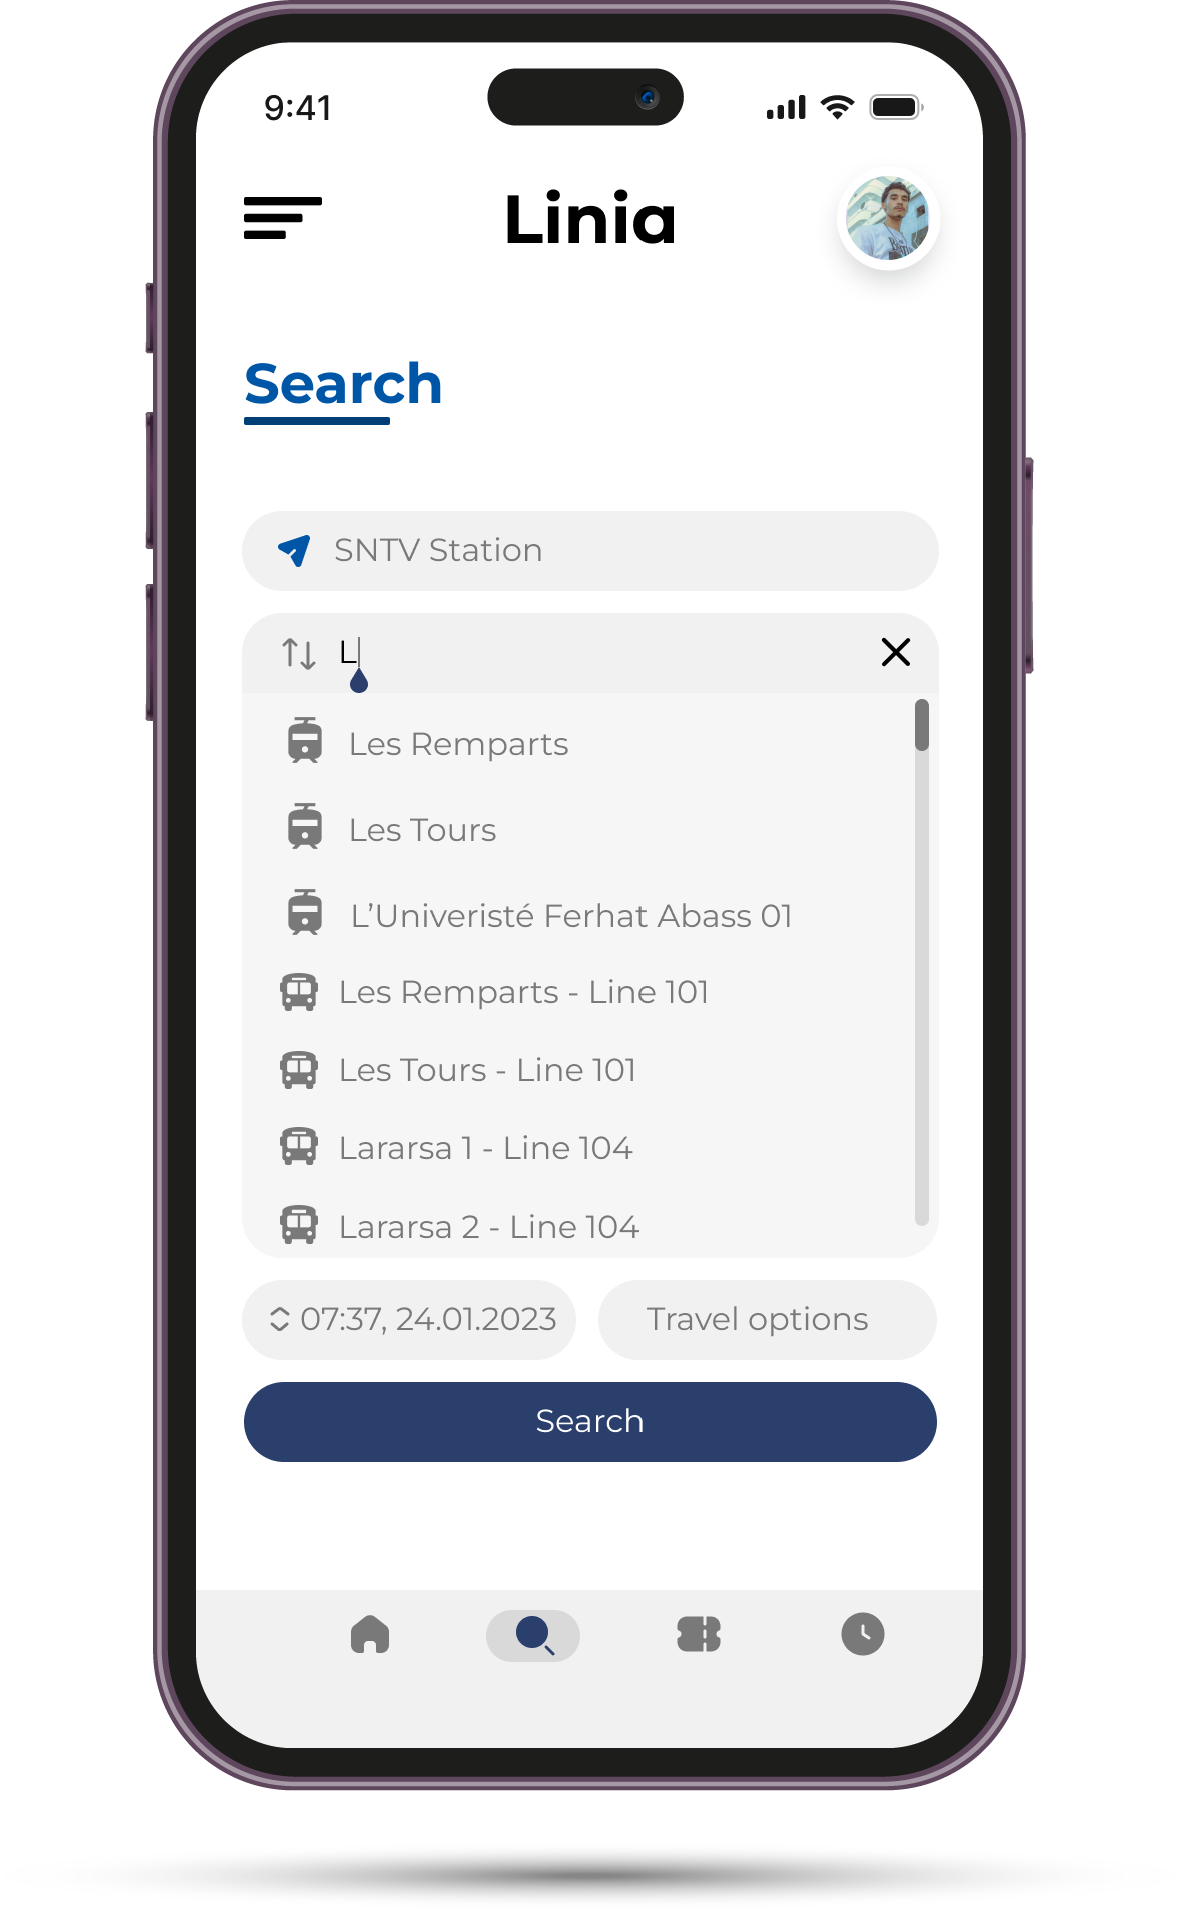 9:41
Linia
Search
SNTV Station
L
Les Remparts
Les Tours
L’Univeristé Ferhat Abass 01
Les Remparts - Line 101
Les Tours - Line 101
Lararsa 1 - Line 104
Lararsa 2 - Line 104
07:37, 24.01.2023
Travel options
Search